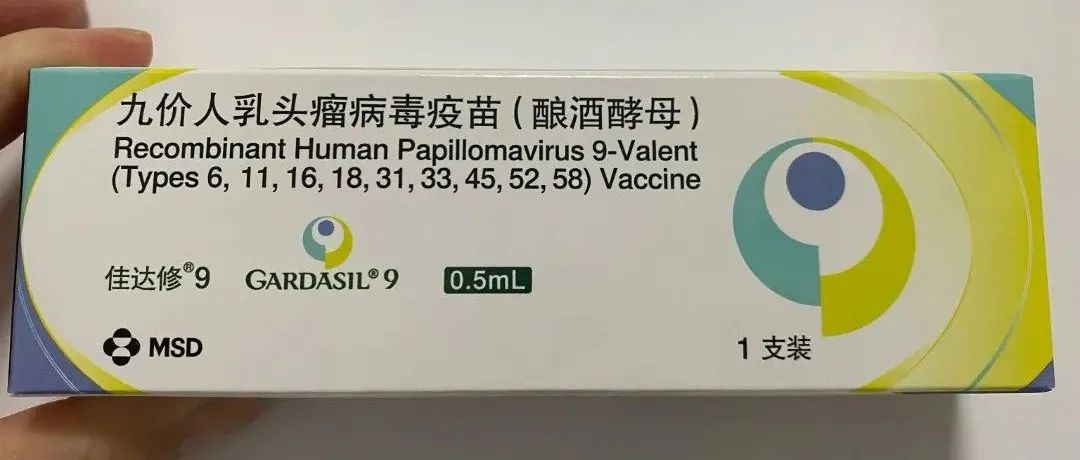 九价人乳头瘤病毒疫苗（酿酒酵母）
Recombinant Human Papillomavirus 9-Valent
(Types 6, 11, 16, 18, 31, 33, 45, 52, 58) Vaccine
佳达修®9 GARDASIL®9 0.5mL
MSD 1 支装